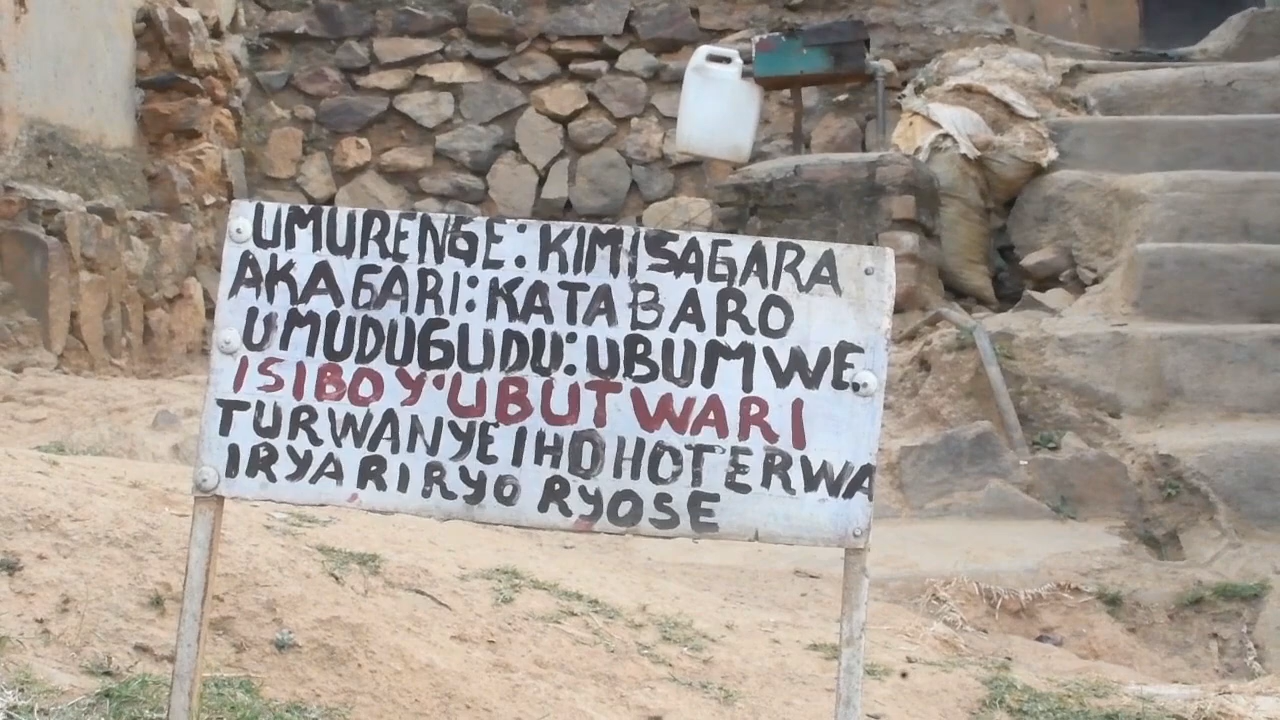 UMURENGE: KIMISAGARA
AKAGARI: KATABARO
UMUDUGUDU: UBUMWE
ISIBO Y'UBUTWARI
TURWANYE IHOHOTERWA
IRYARIRYO RYOSE